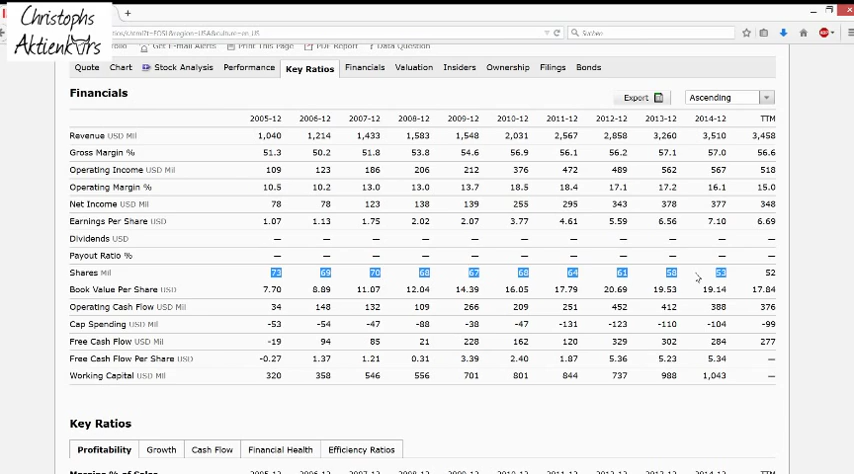 Christophs
Aktienkurs
Suchen
Get E-mail Alerts Print This Page PDF Report Data Question
Quote Chart Stock Analysis Performance Key Ratios Financials Valuation Insiders Ownership Filings Bonds
Financials
Export Ascending
2005-12 2006-12 2007-12 2008-12 2009-12 2010-12 2011-12 2012-12 2013-12 2014-12 TTM
Revenue USD Mil 1,040 1,214 1,433 1,583 1,548 2,031 2,567 2,858 3,260 3,510 3,458
Gross Margin % 51.3 50.2 51.8 53.8 54.6 56.9 56.1 56.2 57.1 57.0 56.6
Operating Income USD Mil 109 123 186 206 212 376 472 489 562 567 518
Operating Margin % 10.5 10.2 13.0 13.0 13.7 18.5 18.4 17.1 17.2 16.1 15.0
Net Income USD Mil 78 78 123 138 139 255 295 343 378 377 348
Earnings Per Share USD 1.07 1.13 1.75 2.02 2.07 3.77 4.61 5.59 6.56 7.10 6.69
Dividends USD — — — — — — — — — — —
Payout Ratio % — — — — — — — — — — —
Shares Mil 73 69 70 68 67 68 64 61 58 53 52
Book Value Per Share USD 7.70 8.89 11.07 12.04 14.39 16.05 17.79 20.69 19.53 19.14 17.84
Operating Cash Flow USD Mil 34 148 132 109 266 209 251 452 412 388 376
Cap Spending USD Mil -53 -54 -47 -88 -38 -47 -131 -123 -110 -104 -99
Free Cash Flow USD Mil -19 94 85 21 228 162 120 329 302 284 277
Free Cash Flow Per Share USD -0.27 1.37 1.21 0.31 3.39 2.40 1.87 5.36 5.23 5.34 —
Working Capital USD Mil 320 358 546 556 701 801 844 737 988 1,043 —
Key Ratios
Profitability Growth Cash Flow Financial Health Efficiency Ratios